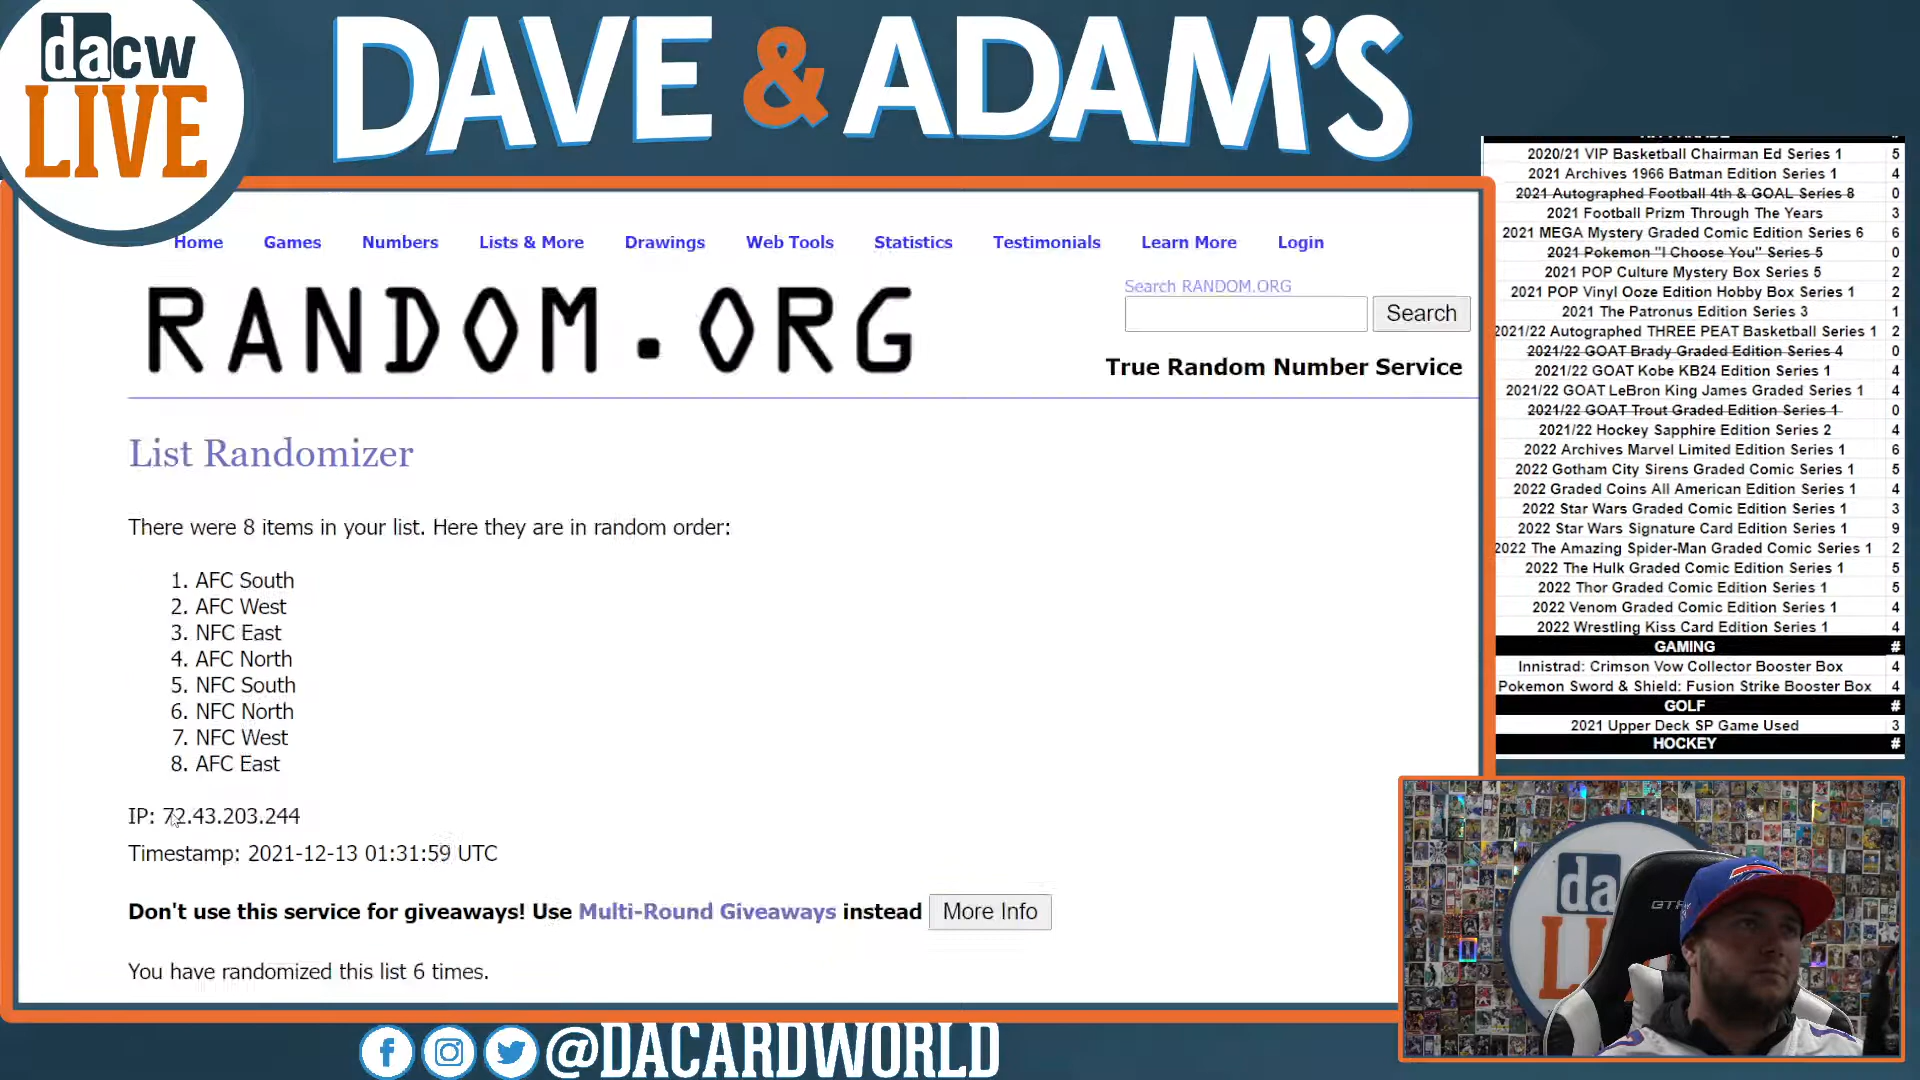 dacw
LIVE
DAVE & ADAM'S
Home Games Numbers Lists & More Drawings Web Tools Statistics Testimonials Learn More Login
RANDOM.ORG
Search RANDOM.ORG
Search
True Random Number Service
List Randomizer
There were 8 items in your list. Here they are in random order:
1. AFC South
2. AFC West
3. NFC East
4. AFC North
5. NFC South
6. NFC North
7. NFC West
8. AFC East
IP: 72.43.203.244
Timestamp: 2021-12-13 01:31:59 UTC
Don't use this service for giveaways! Use Multi-Round Giveaways instead More Info
You have randomized this list 6 times.
2020/21 VIP Basketball Chairman Ed Series 1 5
2021 Archives 1966 Batman Edition Series 1 4
2021 Autographed Football 4th & GOAL Series 8 0
2021 Football Prizm Through The Years 3
2021 MEGA Mystery Graded Comic Edition Series 6 6
2021 Pokemon "I Choose You" Series 5 0
2021 POP Culture Mystery Box Series 5 2
2021 POP Vinyl Ooze Edition Hobby Box Series 1 2
2021 The Patronus Edition Series 3 1
2021/22 Autographed THREE PEAT Basketball Series 1 2
2021/22 GOAT Brady Graded Edition Series 4 0
2021/22 GOAT Kobe KB24 Edition Series 1 4
2021/22 GOAT LeBron King James Graded Series 1 4
2021/22 GOAT Trout Graded Edition Series 1 0
2021/22 Hockey Sapphire Edition Series 2 4
2022 Archives Marvel Limited Edition Series 1 6
2022 Gotham City Sirens Graded Comic Series 1 5
2022 Graded Coins All American Edition Series 1 4
2022 Star Wars Graded Comic Edition Series 1 3
2022 Star Wars Signature Card Edition Series 1 9
2022 The Amazing Spider-Man Graded Comic Series 1 2
2022 The Hulk Graded Comic Edition Series 1 5
2022 Thor Graded Comic Edition Series 1 5
2022 Venom Graded Comic Edition Series 1 4
2022 Wrestling Kiss Card Edition Series 1 4
GAMING #
Innistrad: Crimson Vow Collector Booster Box 4
Pokemon Sword & Shield: Fusion Strike Booster Box 4
GOLF #
2021 Upper Deck SP Game Used 3
HOCKEY #
da
@DACARDWORLD